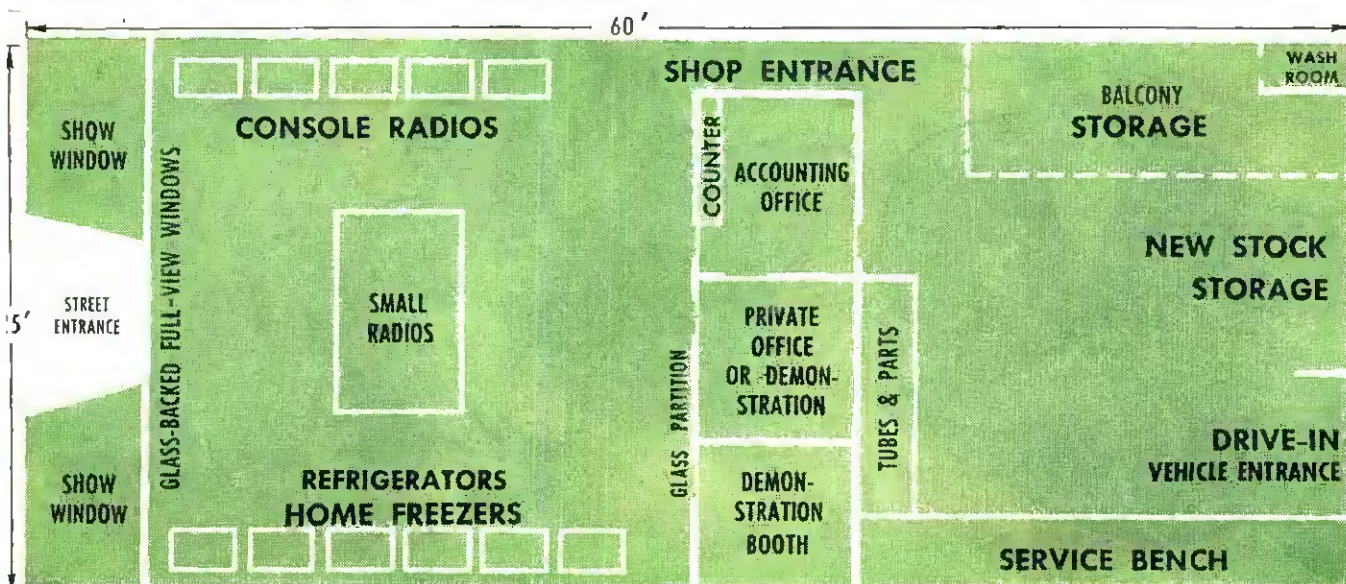 60'
SHOW
WINDOW
CONSOLE RADIOS
SHOP ENTRANCE
BALCONY
STORAGE
WASH
ROOM
COUNTER
ACCOUNTING
OFFICE
GLASS-BACKED FULL-VIEW WINDOWS
STREET
ENTRANCE
5'
SMALL
RADIOS
NEW STOCK
STORAGE
PRIVATE
OFFICE
OR DEMON-
STRATION
GLASS PARTITION
TUBES & PARTS
DRIVE-IN
VEHICLE ENTRANCE
SHOW
WINDOW
REFRIGERATORS
HOME FREEZERS
DEMON-
STRATION
BOOTH
SERVICE BENCH